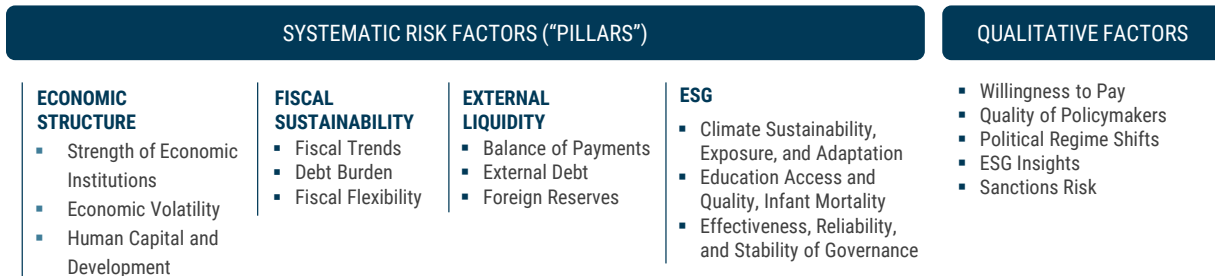 SYSTEMATIC RISK FACTORS (“PILLARS”)
QUALITATIVE FACTORS
ECONOMIC
STRUCTURE
▪ Strength of Economic
Institutions
▪ Economic Volatility
▪ Human Capital and
Development
FISCAL
SUSTAINABILITY
▪ Fiscal Trends
▪ Debt Burden
▪ Fiscal Flexibility
EXTERNAL
LIQUIDITY
▪ Balance of Payments
▪ External Debt
▪ Foreign Reserves
ESG
▪ Climate Sustainability,
Exposure, and Adaptation
▪ Education Access and
Quality, Infant Mortality
▪ Effectiveness, Reliability,
and Stability of Governance
▪ Willingness to Pay
▪ Quality of Policymakers
▪ Political Regime Shifts
▪ ESG Insights
▪ Sanctions Risk